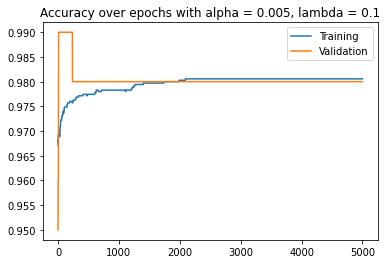 Accuracy over epochs with alpha = 0.005, lambda = 0.1
Training
Validation
0.990
0.985
0.980
0.975
0.970
0.965
0.960
0.955
0.950
0 1000 2000 3000 4000 5000